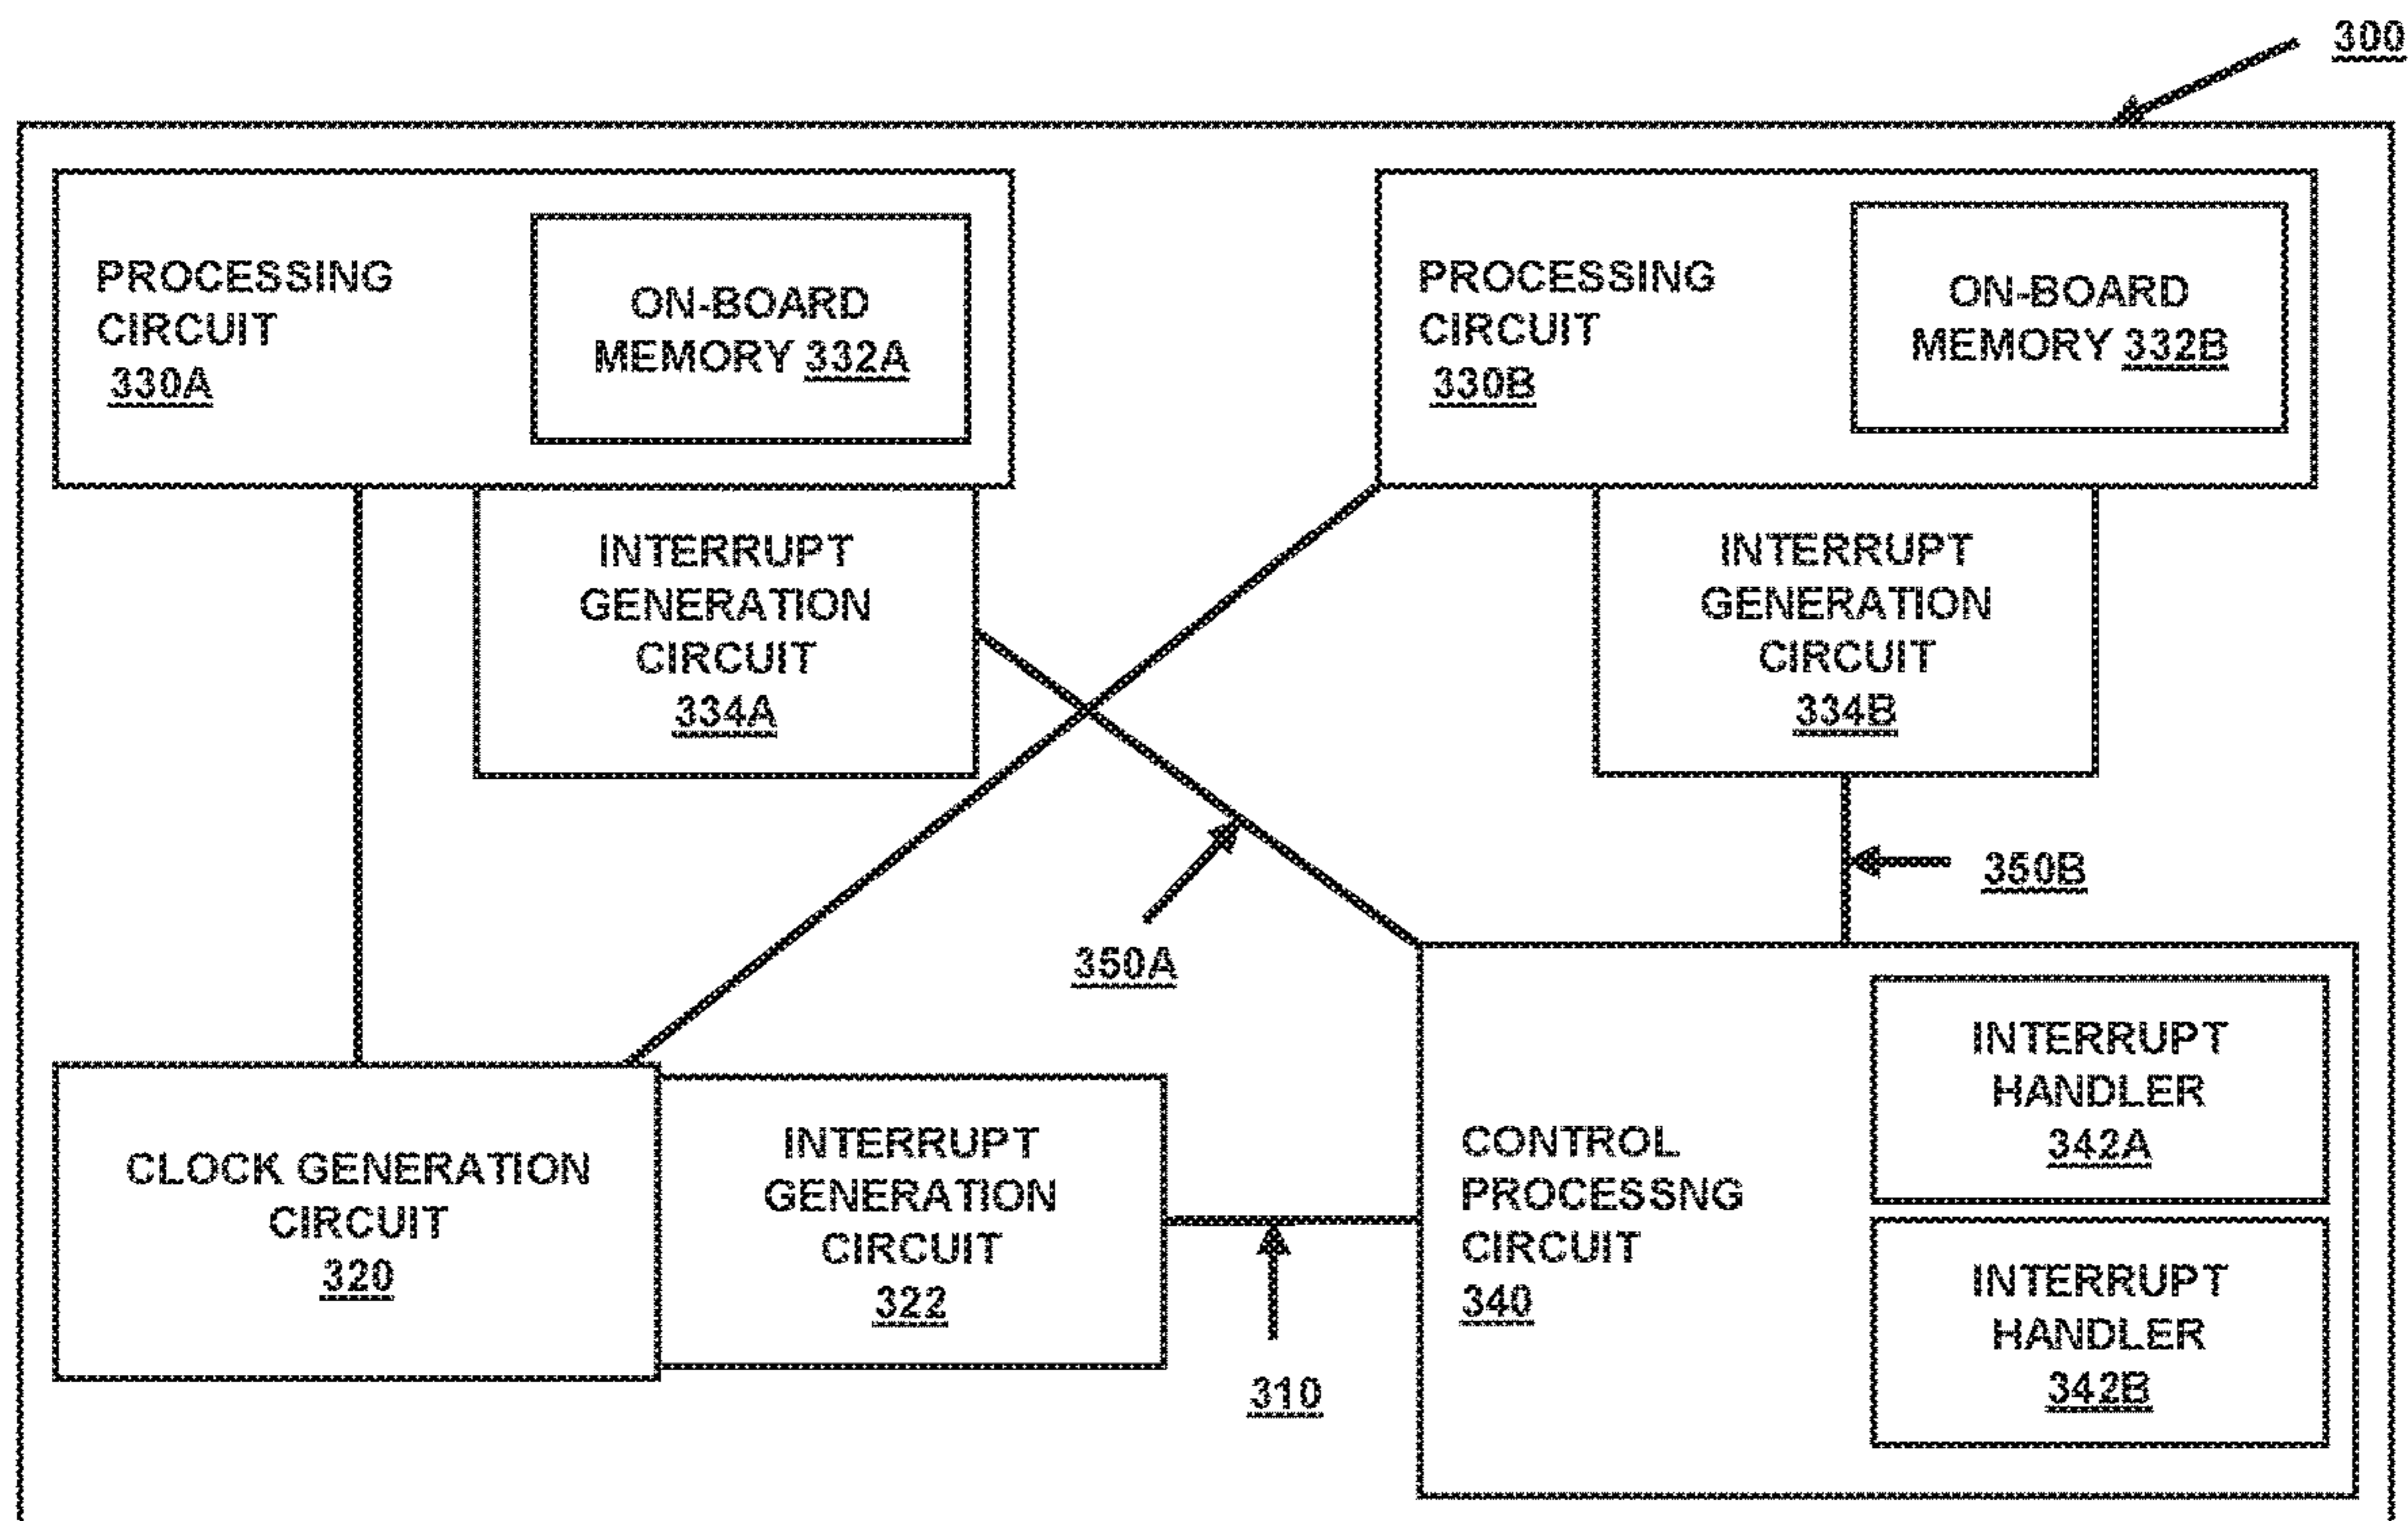 300
PROCESSING
CIRCUIT
330A
ON-BOARD
MEMORY 332A
PROCESSING
CIRCUIT
330B
ON-BOARD
MEMORY 332B
INTERRUPT
GENERATION
CIRCUIT
334A
INTERRUPT
GENERATION
CIRCUIT
334B
350A
350B
CLOCK GENERATION
CIRCUIT
320
INTERRUPT
GENERATION
CIRCUIT
322
310
CONTROL
PROCESSNG
CIRCUIT
340
INTERRUPT
HANDLER
342A
INTERRUPT
HANDLER
342B